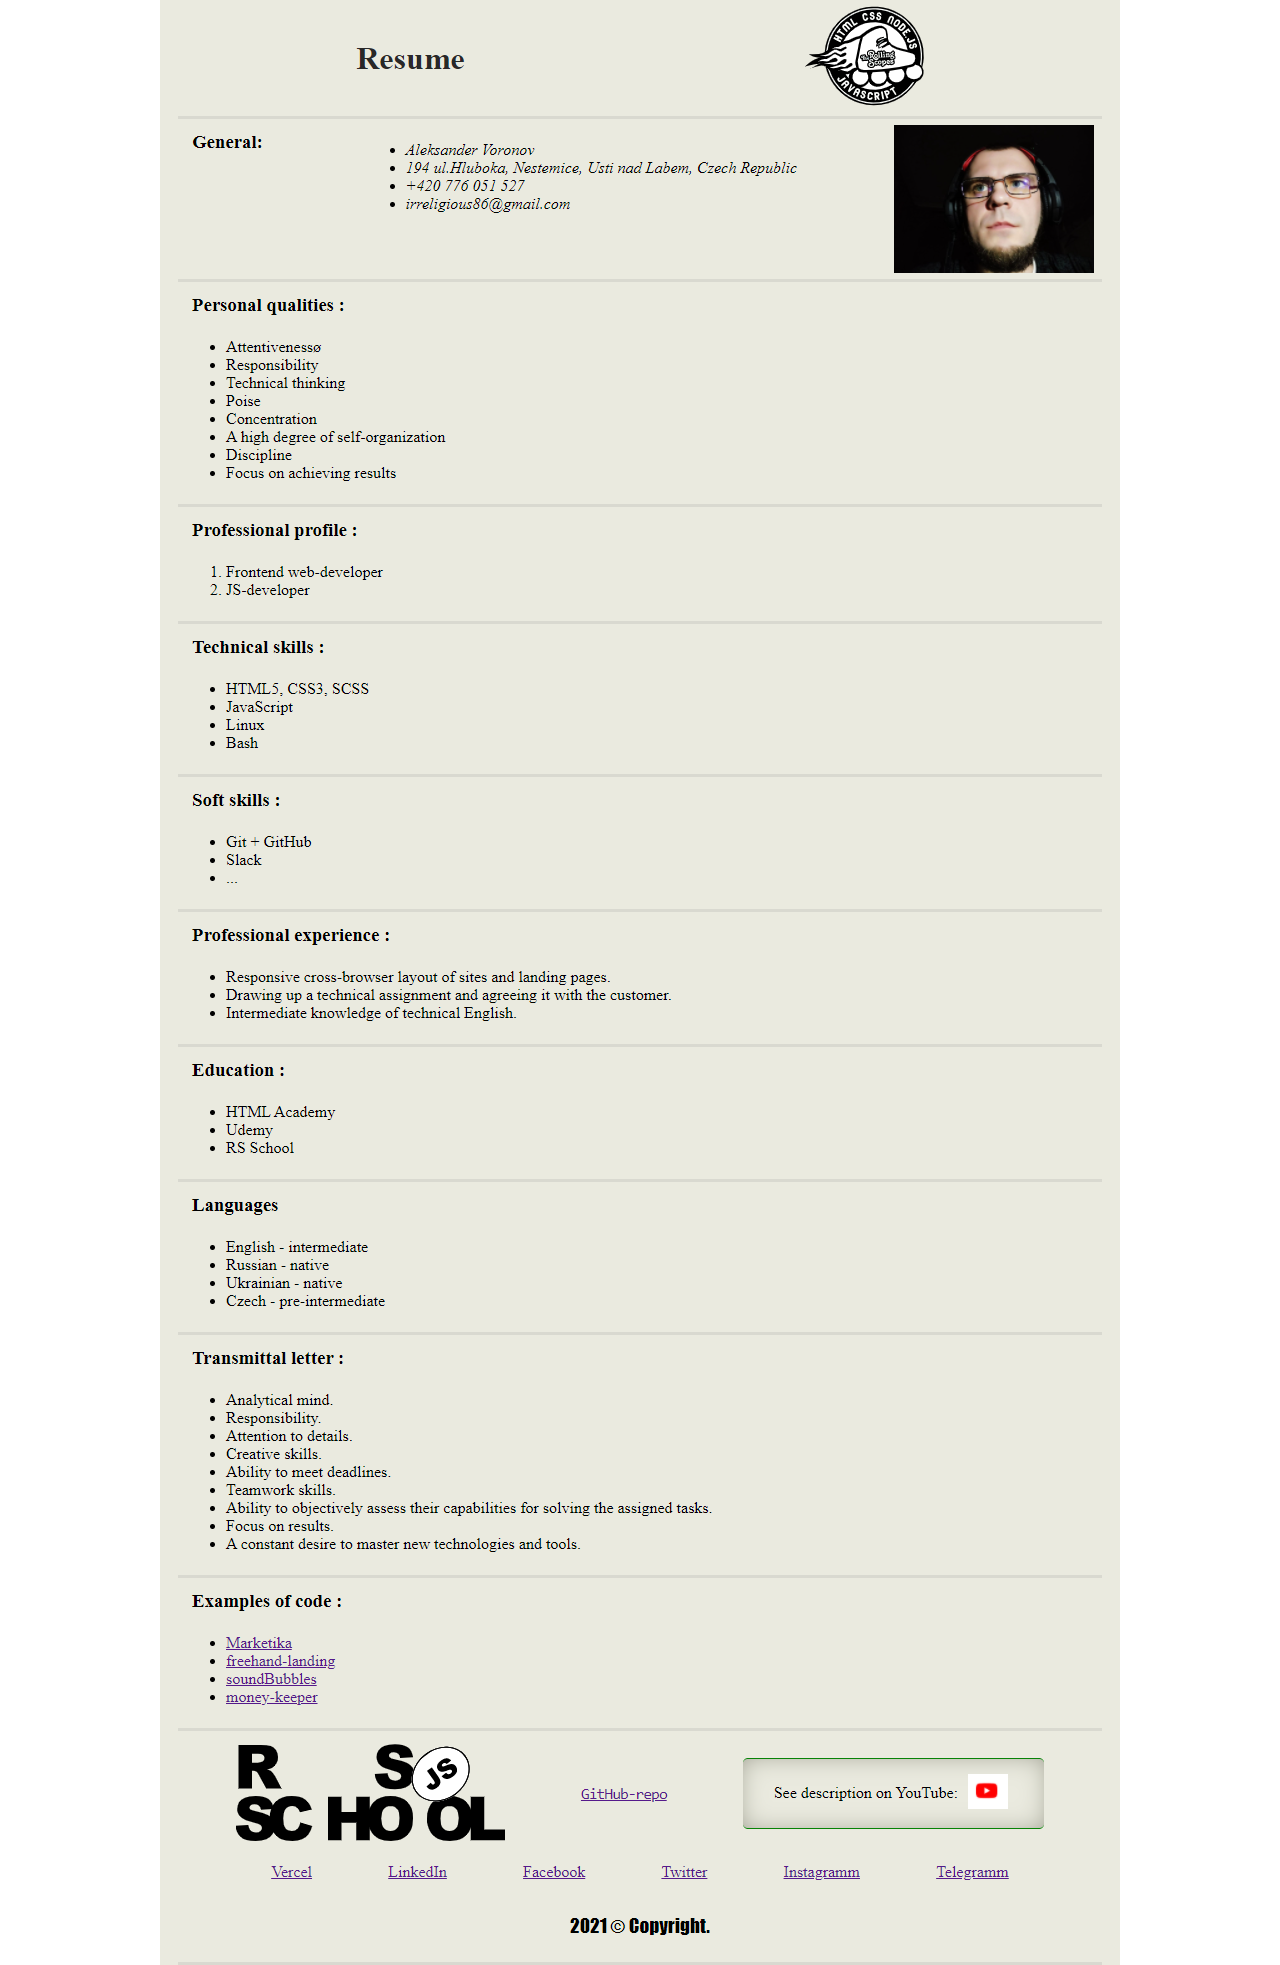 Resume
HTML CSS NODE.JS
The Rolling
Scopes
JAVASCRIPT
General:
Aleksander Voronov
194 ul.Hluboka, Nestemice, Usti nad Labem, Czech Republic
+420 776 051 527
irreligious86@gmail.com
Personal qualities :
Attentivenessø
Responsibility
Technical thinking
Poise
Concentration
A high degree of self-organization
Discipline
Focus on achieving results
Professional profile :
1. Frontend web-developer
2. JS-developer
Technical skills :
HTML5, CSS3, SCSS
JavaScript
Linux
Bash
Soft skills :
Git + GitHub
Slack
...
Professional experience :
Responsive cross-browser layout of sites and landing pages.
Drawing up a technical assignment and agreeing it with the customer.
Intermediate knowledge of technical English.
Education :
HTML Academy
Udemy
RS School
Languages
English - intermediate
Russian - native
Ukrainian - native
Czech - pre-intermediate
Transmittal letter :
Analytical mind.
Responsibility.
Attention to details.
Creative skills.
Ability to meet deadlines.
Teamwork skills.
Ability to objectively assess their capabilities for solving the assigned tasks.
Focus on results.
A constant desire to master new technologies and tools.
Examples of code :
Marketika
freehand-landing
soundBubbles
money-keeper
R S JS
SCHOOL
GitHub-repo
See description on YouTube:
Vercel LinkedIn Facebook Twitter Instagramm Telegramm
2021 © Copyright.